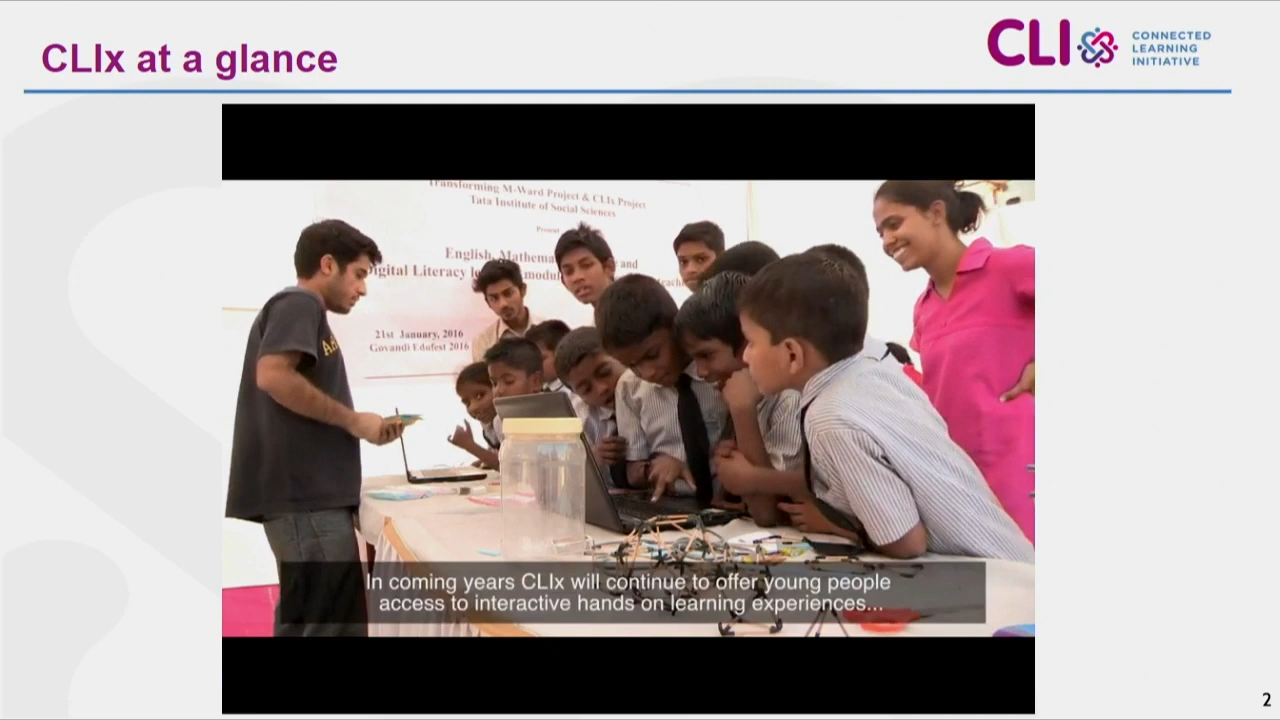 CLIx at a glance
CLI
CONNECTED
LEARNING
INITIATIVE
Transforming M-Ward Project & CLIx Project
Tata Institute of Social Sciences
Present
English, Mathema
and
Digital Literacy
modul
21st January, 2016
Govandi Edufest 2016
In coming years CLIx will continue to offer young people
access to interactive hands on learning experiences...
2